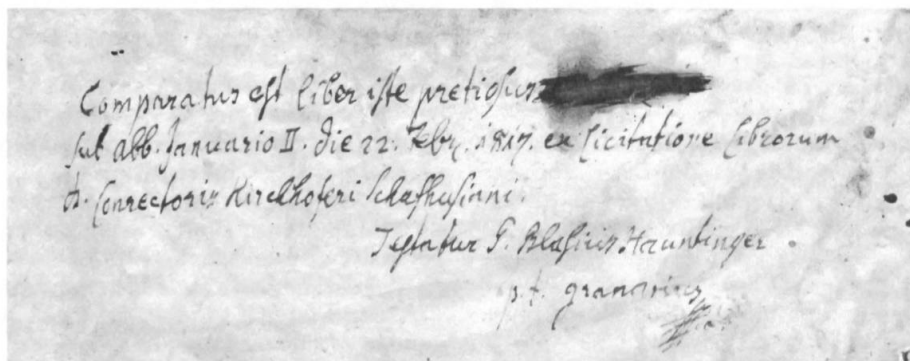 Comparatus est liber iste pretiosus
sub abb. Januario II. die 22. Febr. 1817. ex licitatione librorum
Conrectoris Kirchhoferi Schafhusiani.
Testatur P. Blasius Hauntinger
p. t. granarius